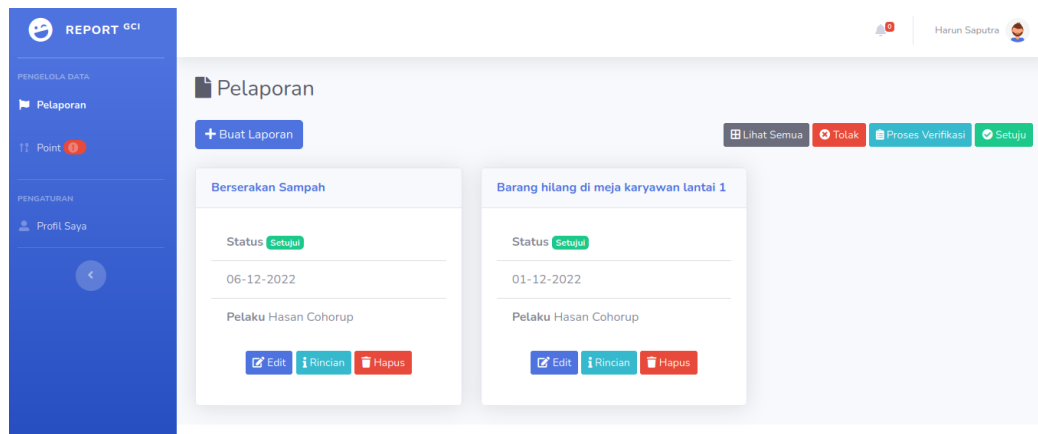 REPORT GCI
0
Harun Saputra
PENGELOLA DATA
Pelaporan
Point
PENGATURAN
Profil Saya
Pelaporan
+ Buat Laporan
Lihat Semua Tolak Proses Verifikasi Setuju
Berserakan Sampah
Status Setujui
06-12-2022
Pelaku Hasan Cohorup
Edit Rincian Hapus
Barang hilang di meja karyawan lantai 1
Status Setujui
01-12-2022
Pelaku Hasan Cohorup
Edit Rincian Hapus